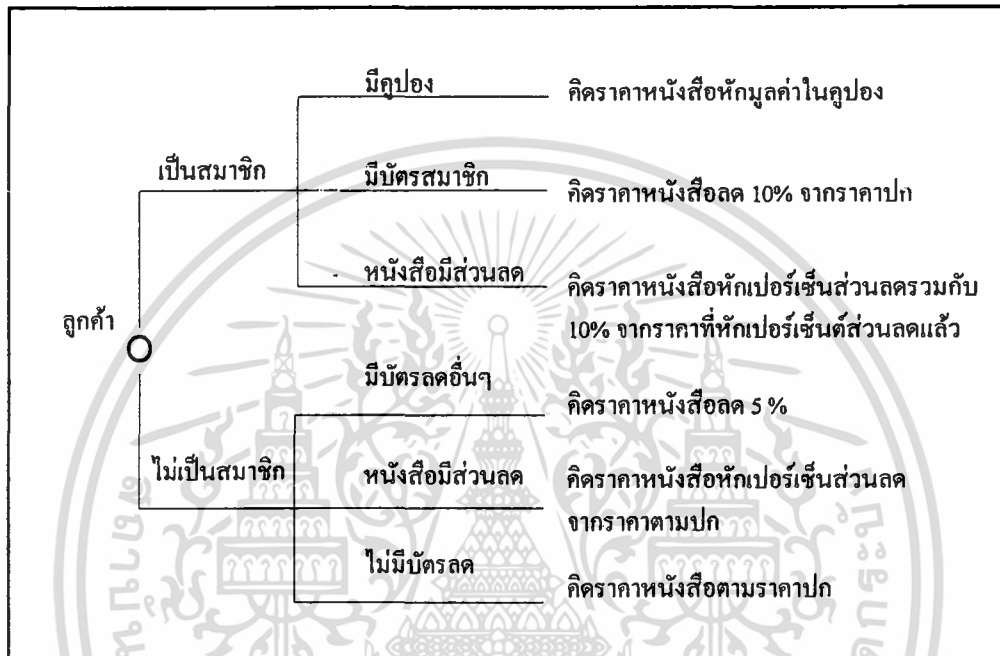 มีคูปอง
คิดราคาหนังสือหักมูลค่าในคูปอง
เป็นสมาชิก
มีบัตรสมาชิก
คิดราคาหนังสือลด 10% จากราคาปก
หนังสือมีส่วนลด
คิดราคาหนังสือหักเปอร์เซ็นส่วนลดรวมกับ
10% จากราคาที่หักเปอร์เซ็นต์ส่วนลดแล้ว
ลูกค้า
มีบัตรลดอื่นๆ
คิดราคาหนังสือลด 5 %
ไม่เป็นสมาชิก
หนังสือมีส่วนลด
คิดราคาหนังสือหักเปอร์เซ็นส่วนลด
จากราคาตามปก
ไม่มีบัตรลด
คิดราคาหนังสือตามราคาปก